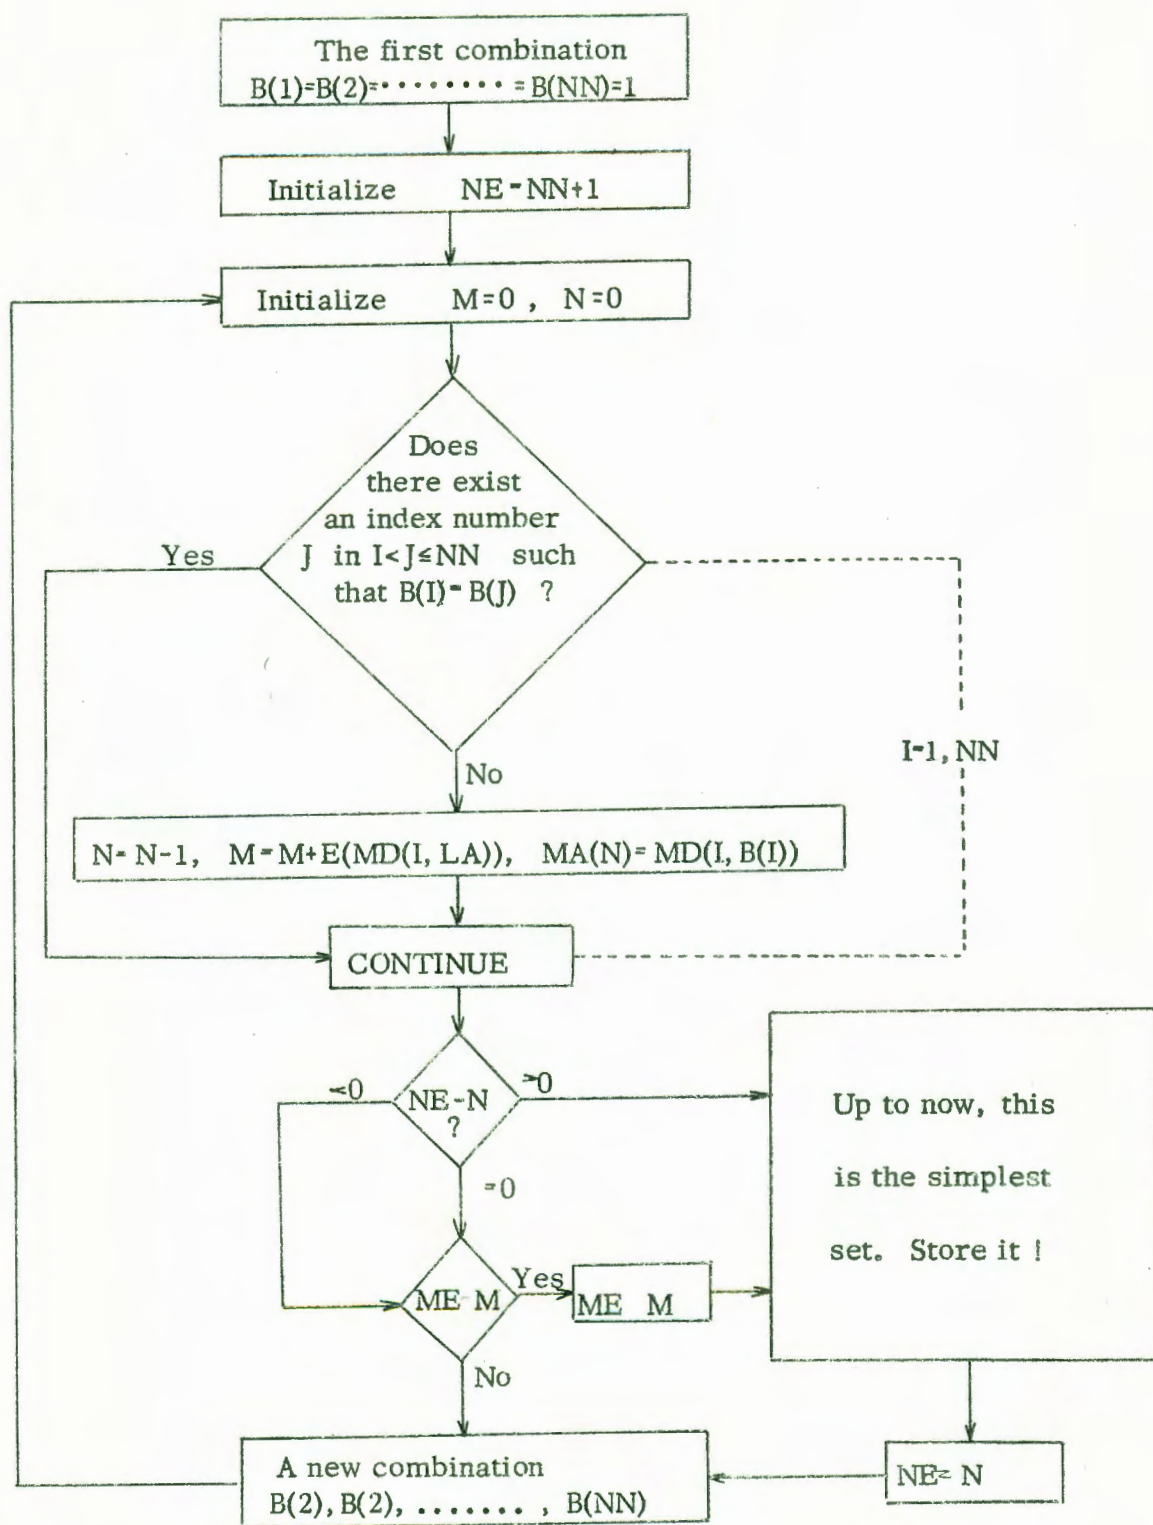 The first combination
B(1)=B(2)=········=B(NN)=1
Initialize NE-NN+1
Initialize M=0 , N=0
Does
there exist
an index number
J in I<J≤NN such
that B(I)-B(J) ?
Yes
I-1, NN
No
N- N-1, M=M+E(MD(I, LA)), MA(N)=MD(I, B(I))
CONTINUE
<0
NE-N
?
>0
=0
Up to now, this
is the simplest
set. Store it !
ME-M
Yes
ME M
No
A new combination
B(2), B(2), ......., B(NN)
NE= N